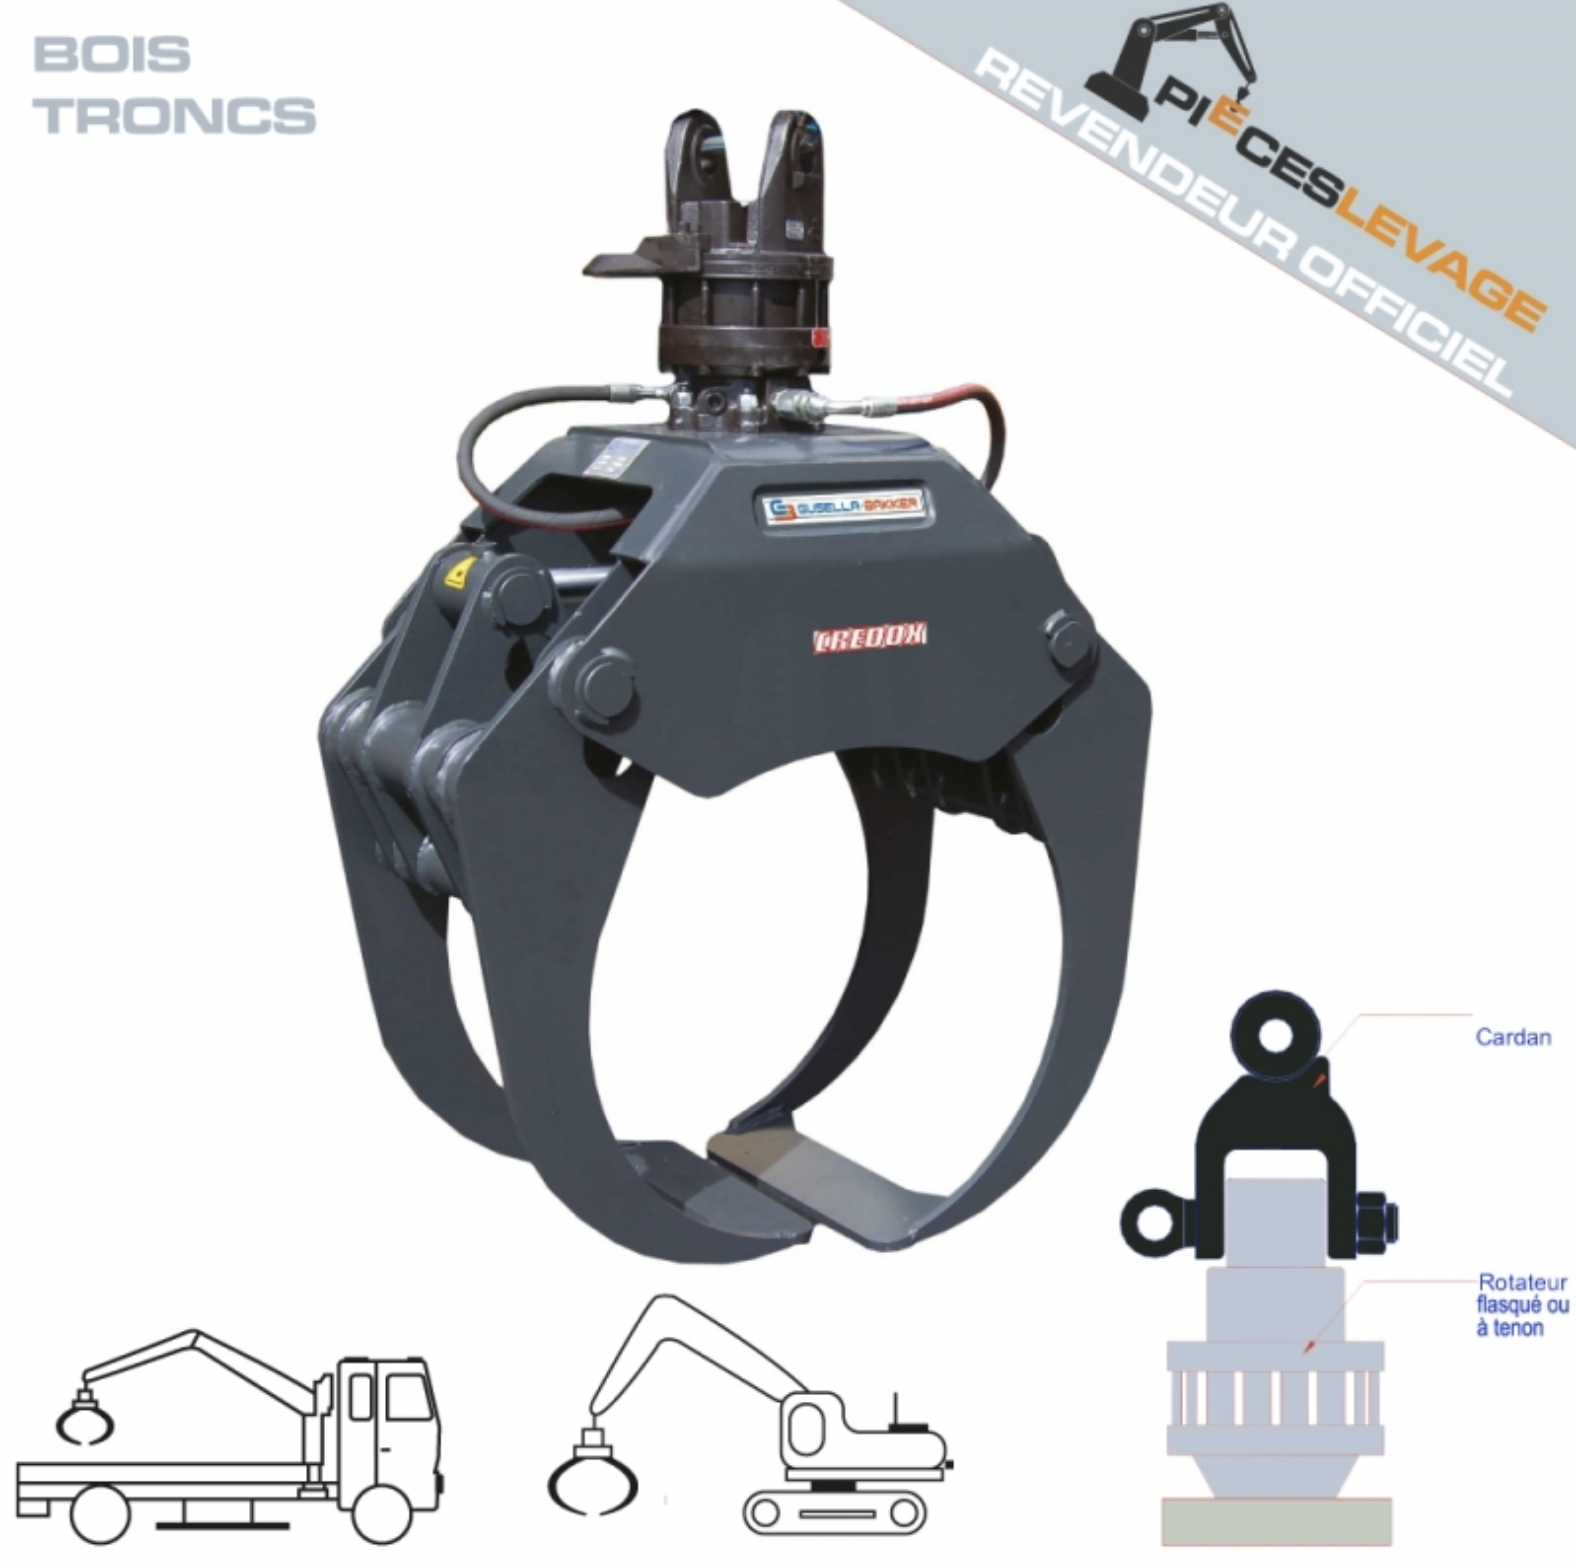 BOIS
TRONCS
PIÈCESLEVAGE
REVENDEUR OFFICIEL
GUSELLA-BAKKER
CREDOX
Cardan
Rotateur
flasqué ou
à tenon